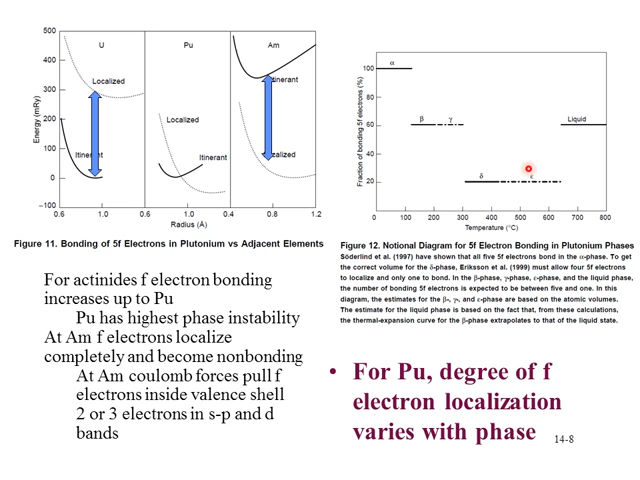 500
400
300
200
100
0
−100
Energy (mRy)
U
Pu
Am
Localized
Itinerant
Localized
Itinerant
Itinerant
0.6
1.0
0.6
1.0
0.4
0.8
1.2
Radius (Å)
Figure 11. Bonding of 5f Electrons in Plutonium vs Adjacent Elements
100
80
60
40
20
Fraction of bonding 5f electrons (%)
α
β
γ
Liquid
δ
ε
0
100
200
300
400
500
600
700
800
Temperature (°C)
Figure 12. Notional Diagram for 5f Electron Bonding in Plutonium Phases
Söderlind et al. (1997) have shown that all five 5f electrons bond in the α-phase. To get
the correct volume for the δ-phase, Eriksson et al. (1999) must allow four 5f electrons
to localize and only one to bond. In the β-phase, γ-phase, ε-phase, and the liquid phase,
the number of bonding 5f electrons is expected to be between five and one. In this
diagram, the estimates for the β-, γ-, and ε-phase are based on the atomic volumes.
The estimate for the liquid phase is based on the fact that, from these calculations,
the thermal-expansion curve for the β-phase extrapolates to that of the liquid state.
For actinides f electron bonding
increases up to Pu
Pu has highest phase instability
At Am f electrons localize
completely and become nonbonding
At Am coulomb forces pull f
electrons inside valence shell
2 or 3 electrons in s-p and d
bands
• For Pu, degree of f
electron localization
varies with phase
14-8